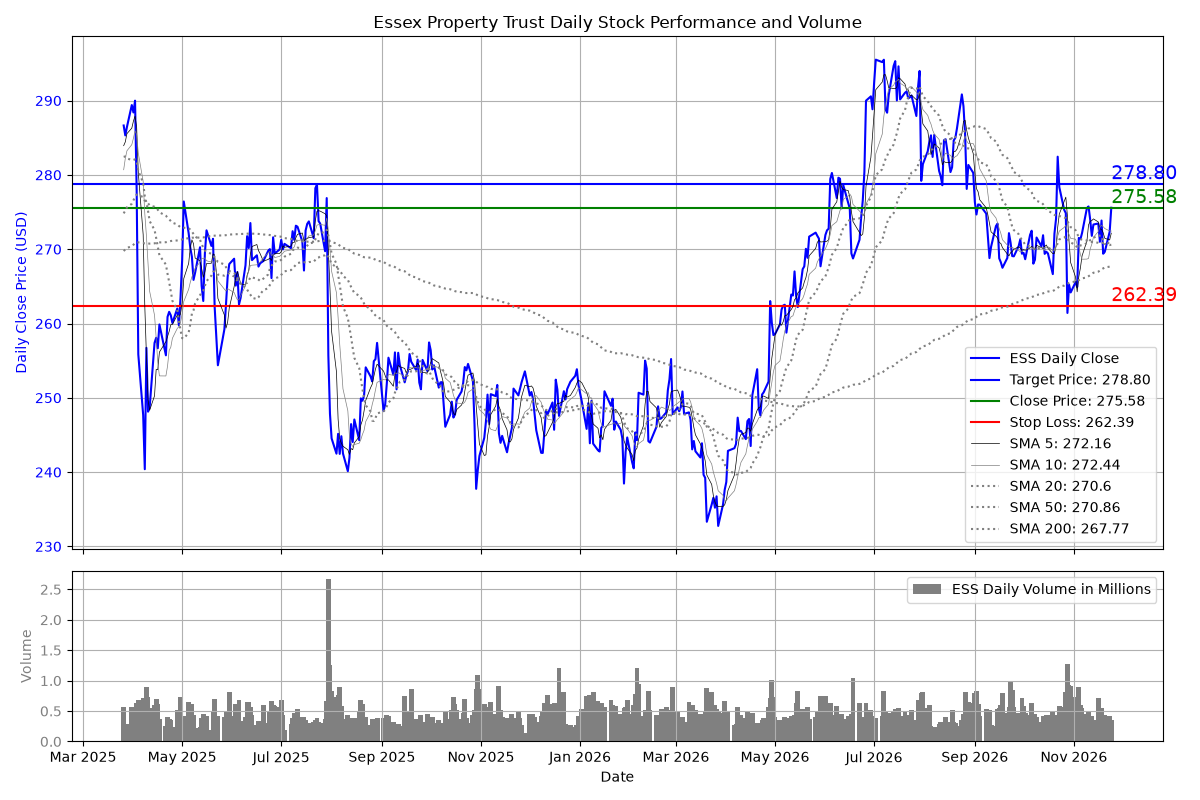 Essex Property Trust Daily Stock Performance and Volume
Daily Close Price (USD)
290
280
270
260
250
240
230
278.80
275.58
262.39
ESS Daily Close
Target Price: 278.80
Close Price: 275.58
Stop Loss: 262.39
SMA 5: 272.16
SMA 10: 272.44
SMA 20: 270.6
SMA 50: 270.86
SMA 200: 267.77
Volume
2.5
2.0
1.5
1.0
0.5
0.0
ESS Daily Volume in Millions
Mar 2025 May 2025 Jul 2025 Sep 2025 Nov 2025 Jan 2026 Mar 2026 May 2026 Jul 2026 Sep 2026 Nov 2026
Date